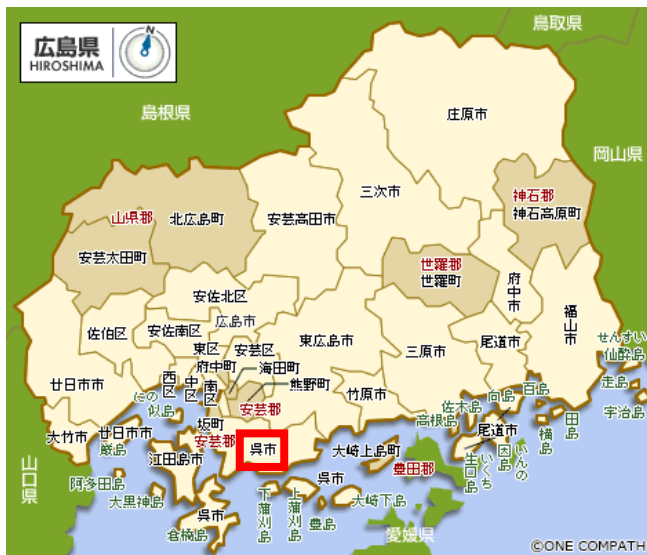 広島県
HIROSHIMA
鳥取県
島根県
岡山県
庄原市
三次市
神石郡
神石高原町
山県郡
北広島町
安芸高田市
安芸太田町
世羅郡
世羅町
府中市
福山市
安佐北区
広島市
佐伯区
安佐南区
安芸区
東区
東広島市
三原市
尾道市
せんすい
仙酔島
府中町
海田町
熊野町
廿日市市
西区
中区
南区
竹原市
向島
百島
走島
にの
似島
安芸郡
佐木島
高根島
宇治島
大竹市
廿日市市
厳島
坂町
安芸郡
呉市
大崎上島町
尾道市
田島
横島
江田島市
豊田郡
生口島
いくち
因島
いんの
山口県
阿多田島
大黒神島
呉市
下蒲刈島
上蒲刈島
豊島
大崎下島
呉市
倉橋島
愛媛県
©ONE COMPATH